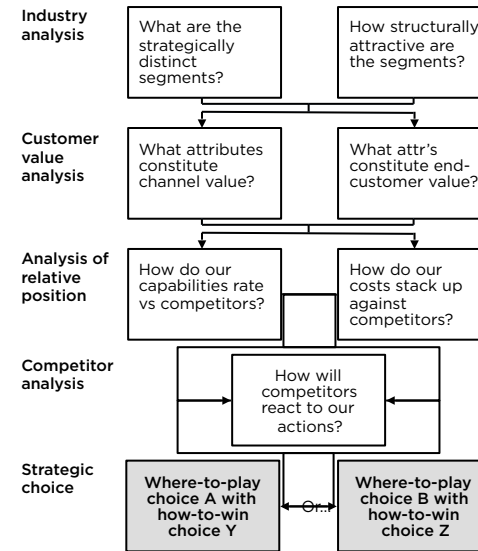 Industry
analysis
What are the
strategically
distinct
segments?
How structurally
attractive are
the segments?
Customer
value
analysis
What attributes
constitute
channel value?
What attr’s
constitute end-
customer value?
Analysis of
relative
position
How do our
capabilities rate
vs competitors?
How do our
costs stack up
against
competitors?
Competitor
analysis
How will
competitors
react to our
actions?
Strategic
choice
Where-to-play
choice A with
how-to-win
choice Y
Or...
Where-to-play
choice B with
how-to-win
choice Z